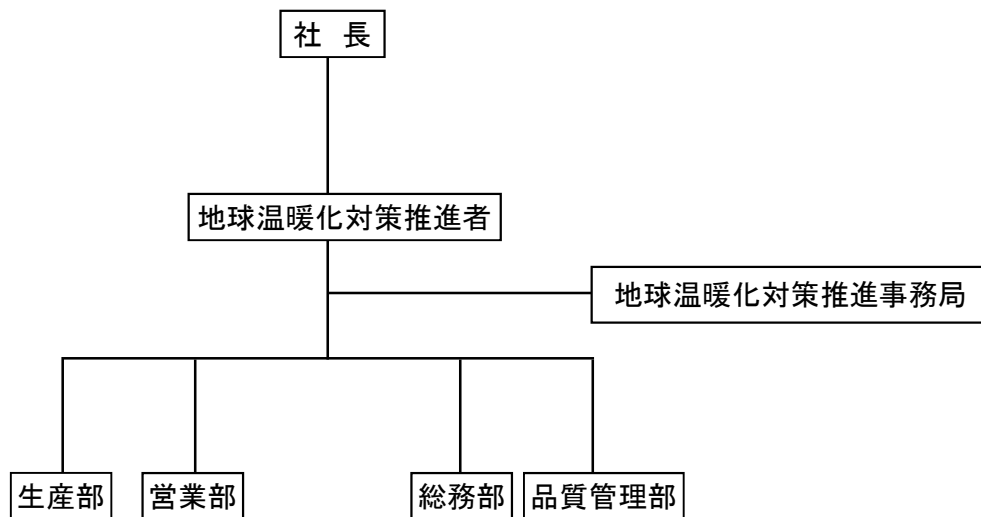 社 長
地球温暖化対策推進者
地球温暖化対策推進事務局
生産部
営業部
総務部
品質管理部